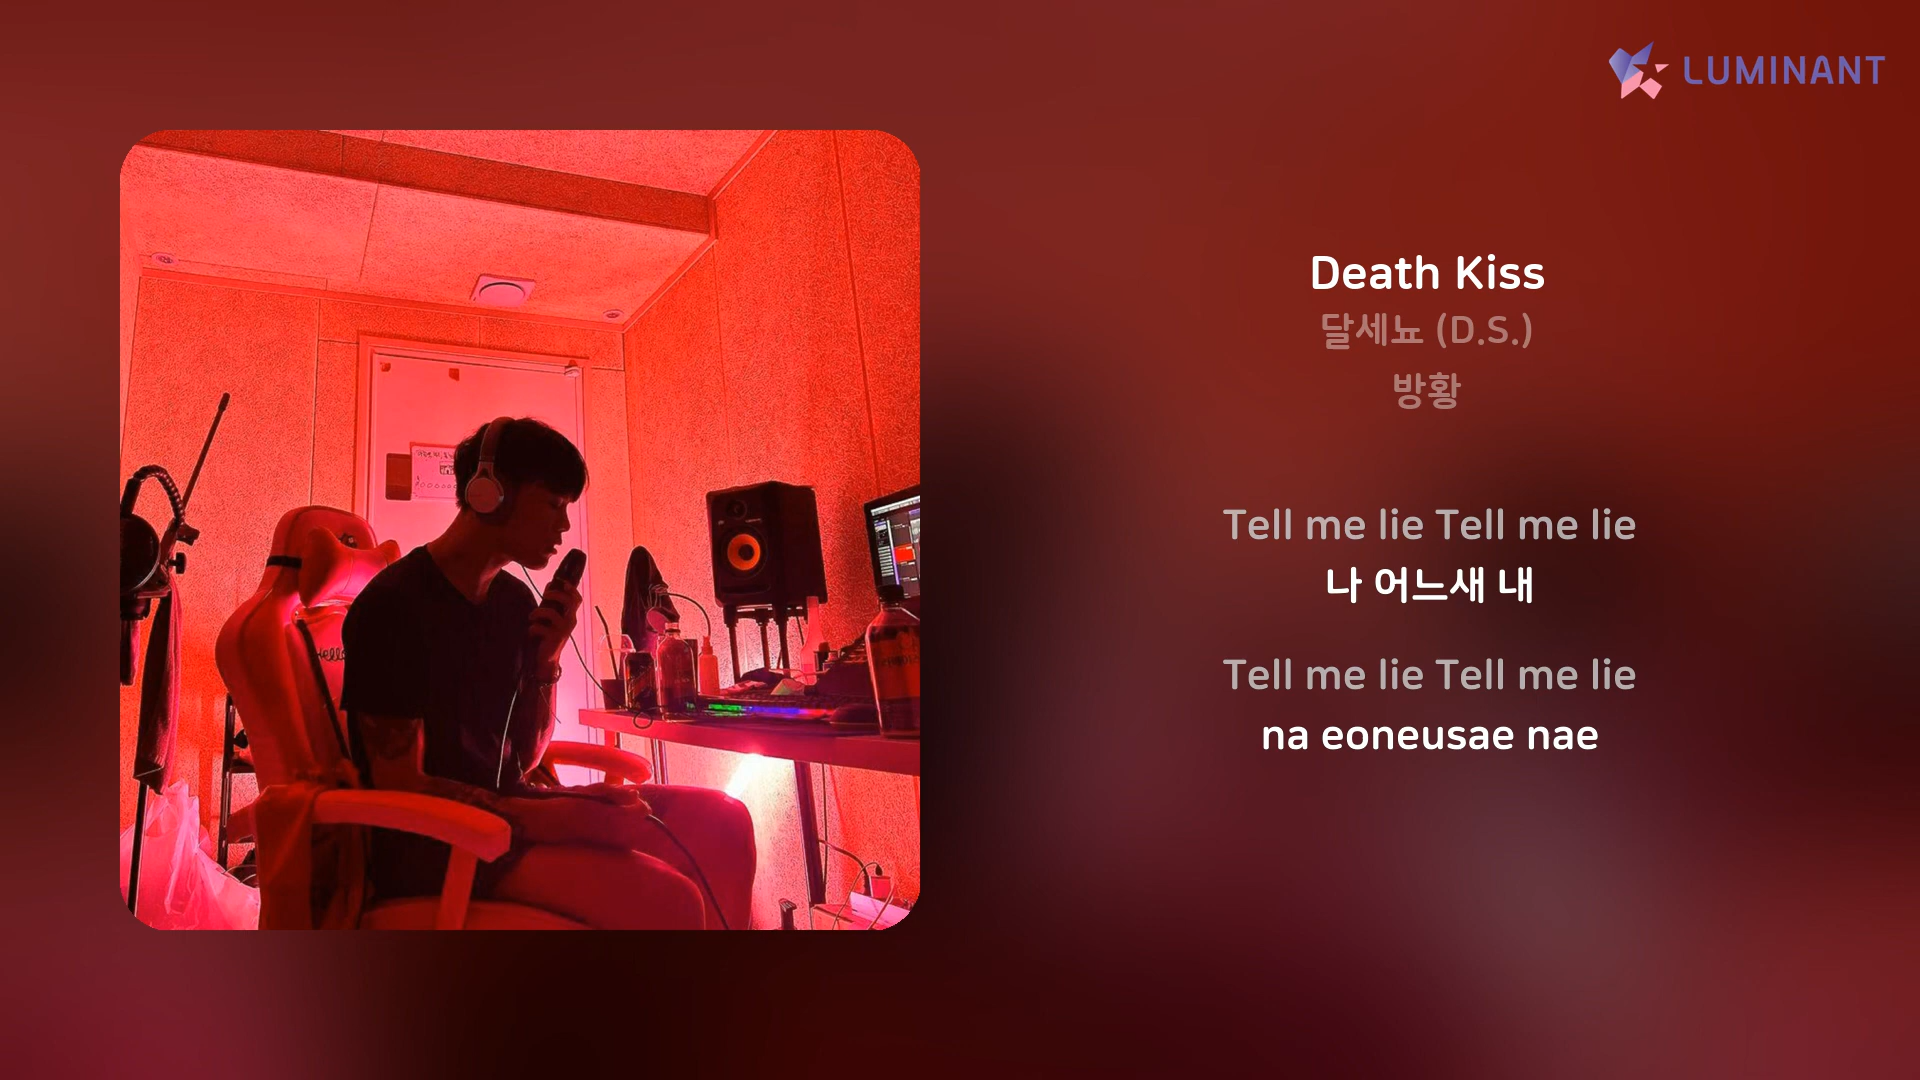 LUMINANT
Death Kiss
달세뇨 (D.S.)
방황
Tell me lie Tell me lie
나 어느새 내
Tell me lie Tell me lie
na eoneusae nae
Hello